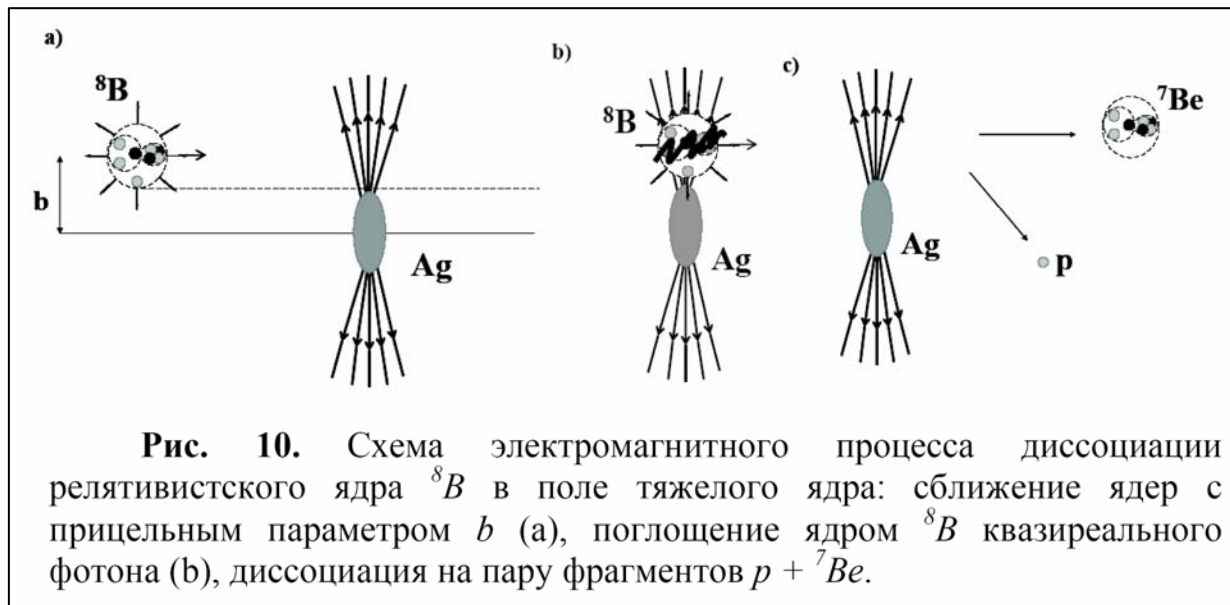 a)
b)
c)
⁸B
⁸B
⁷Be
b
Ag
Ag
Ag
p
Рис. 10. Схема электромагнитного процесса диссоциации
релятивистского ядра ⁸B в поле тяжелого ядра: сближение ядер с
прицельным параметром b (a), поглощение ядром ⁸B квазиреального
фотона (b), диссоциация на пару фрагментов p + ⁷Be.